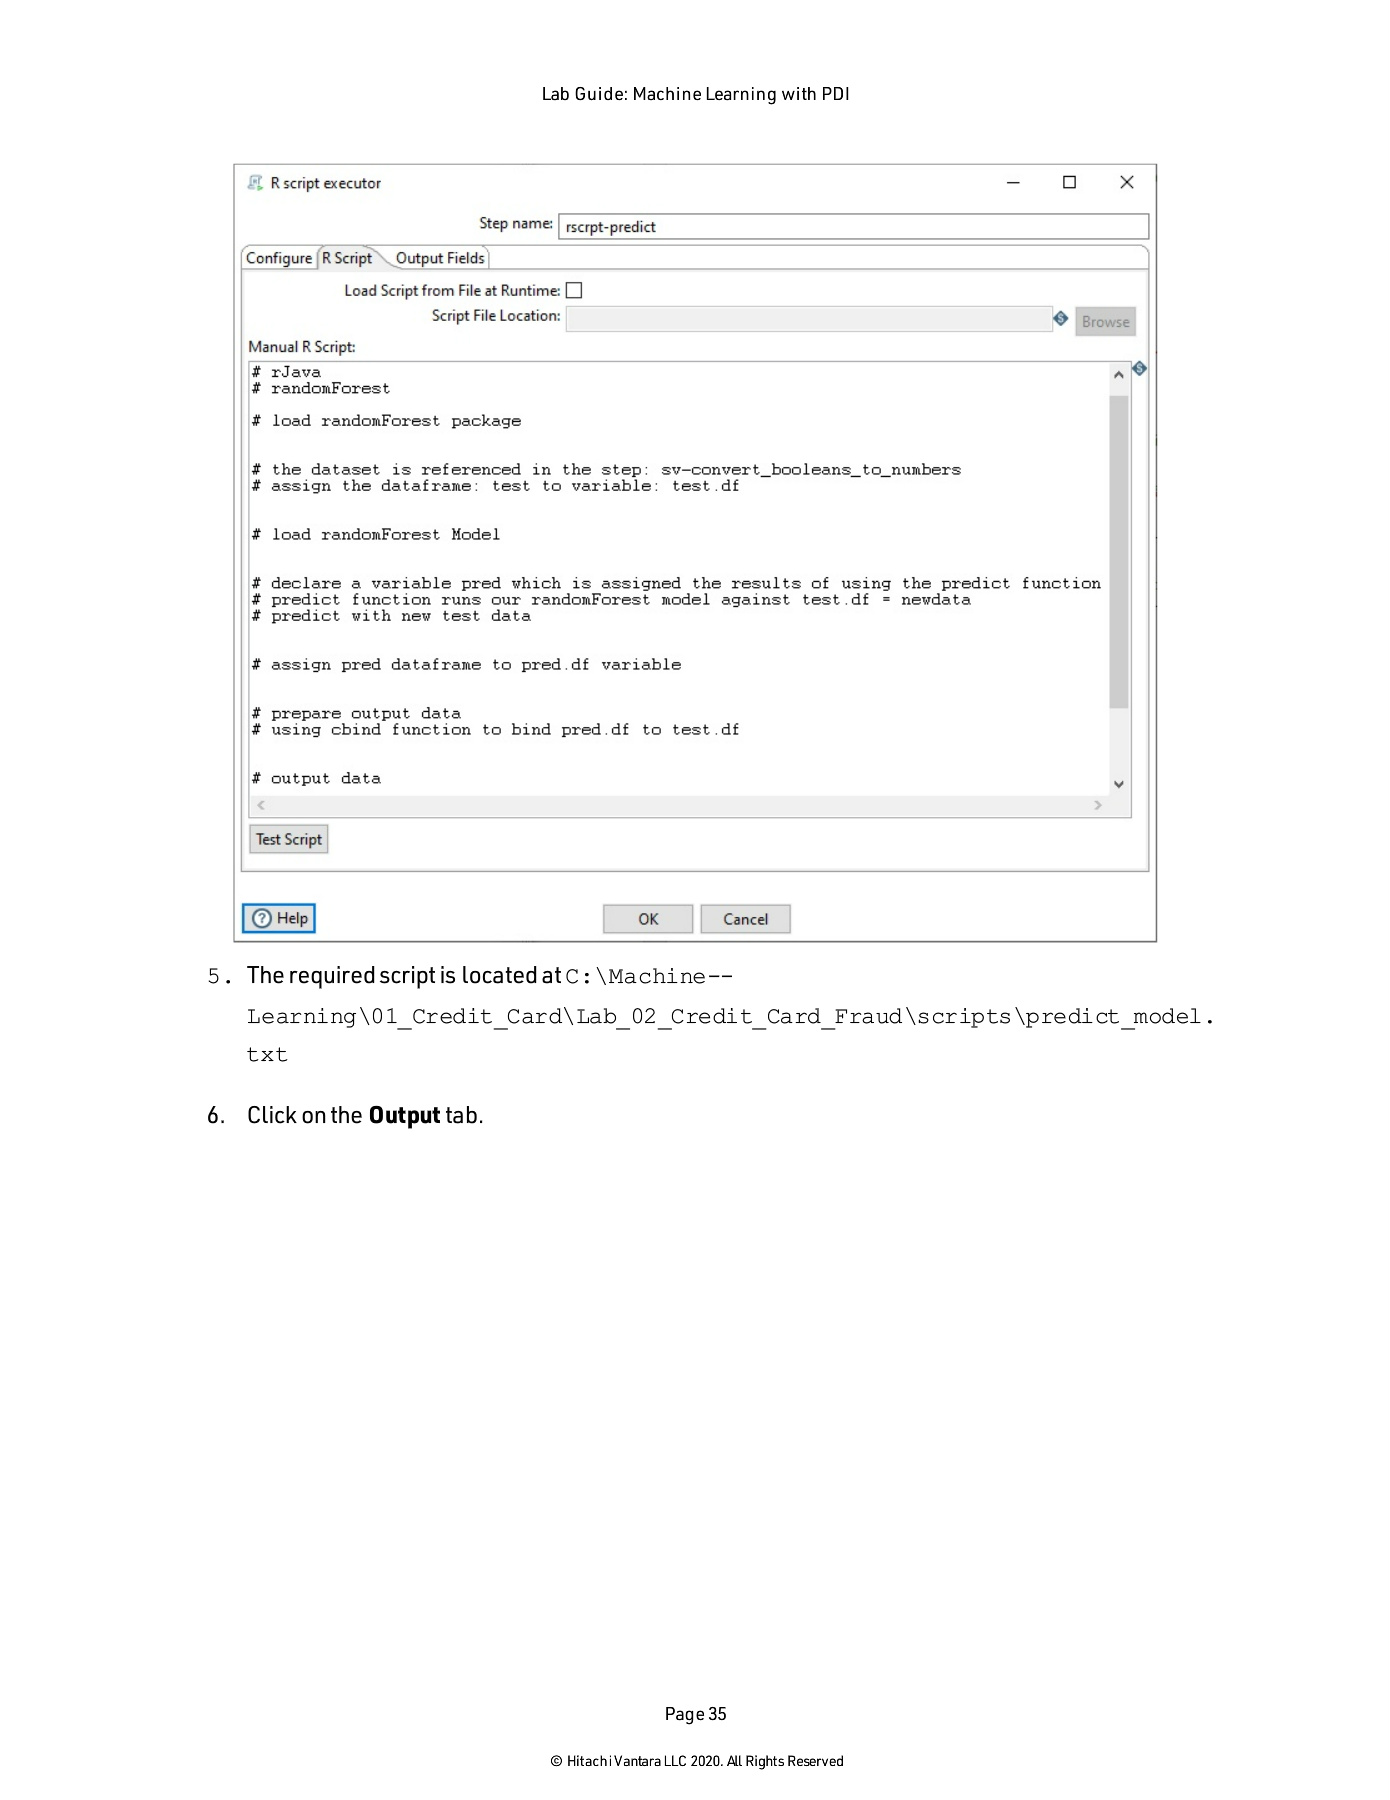 Lab Guide: Machine Learning with PDI
R script executor
Step name: rscrpt-predict
Configure R Script Output Fields
Load Script from File at Runtime:
Script File Location:
Browse
Manual R Script:
# rJava
# randomForest
# load randomForest package
# the dataset is referenced in the step: sv-convert_booleans_to_numbers
# assign the dataframe: test to variable: test.df
# load randomForest Model
# declare a variable pred which is assigned the results of using the predict function
# predict function runs our randomForest model against test.df = newdata
# predict with new test data
# assign pred dataframe to pred.df variable
# prepare output data
# using cbind function to bind pred.df to test.df
# output data
Test Script
Help OK Cancel
5. The required script is located at C:\Machine--
Learning\01_Credit_Card\Lab_02_Credit_Card_Fraud\scripts\predict_model.
txt
6. Click on the Output tab.
Page 35
© Hitachi Vantara LLC 2020. All Rights Reserved